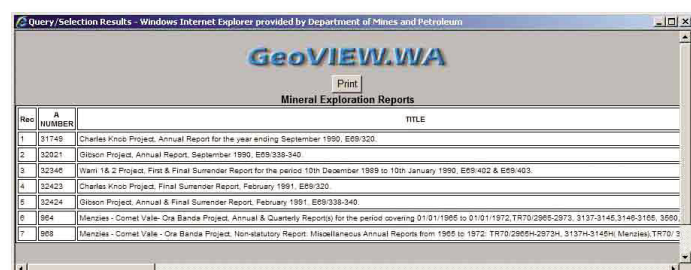 Query/Selection Results - Windows Internet Explorer provided by Department of Mines and Petroleum
GeoVIEW.WA
Print
Mineral Exploration Reports
Rec A NUMBER TITLE
1 31749 Charles Knob Project, Annual Report for the year ending September 1990, E69/320.
2 32021 Gibson Project, Annual Report, September 1990, E69/338-340.
3 32346 Warri 1& 2 Project, First & Final Surrender Report for the period 10th December 1989 to 10th January 1990, E69/402 & E69/403.
4 32423 Charles Knob Project, Final Surrender Report, February 1991, E69/320.
5 32424 Gibson Project, Annual & Final Surrender Report, February 1991, E69/338-340.
6 964 Menzies - Comet Vale- Ora Banda Project, Annual & Quarterly Report(s) for the period covering 01/01/1965 to 01/01/1972,TR70/2965-2973, 3137-3145,3146-3165, 3560,
7 968 Menzies - Comet Vale - Ora Banda Project, Non-statutory Report: Miscellaneous Annual Reports from 1965 to 1972: TR70/2965H-2973H, 3137H-3146H( Menzies),TR70/ 3